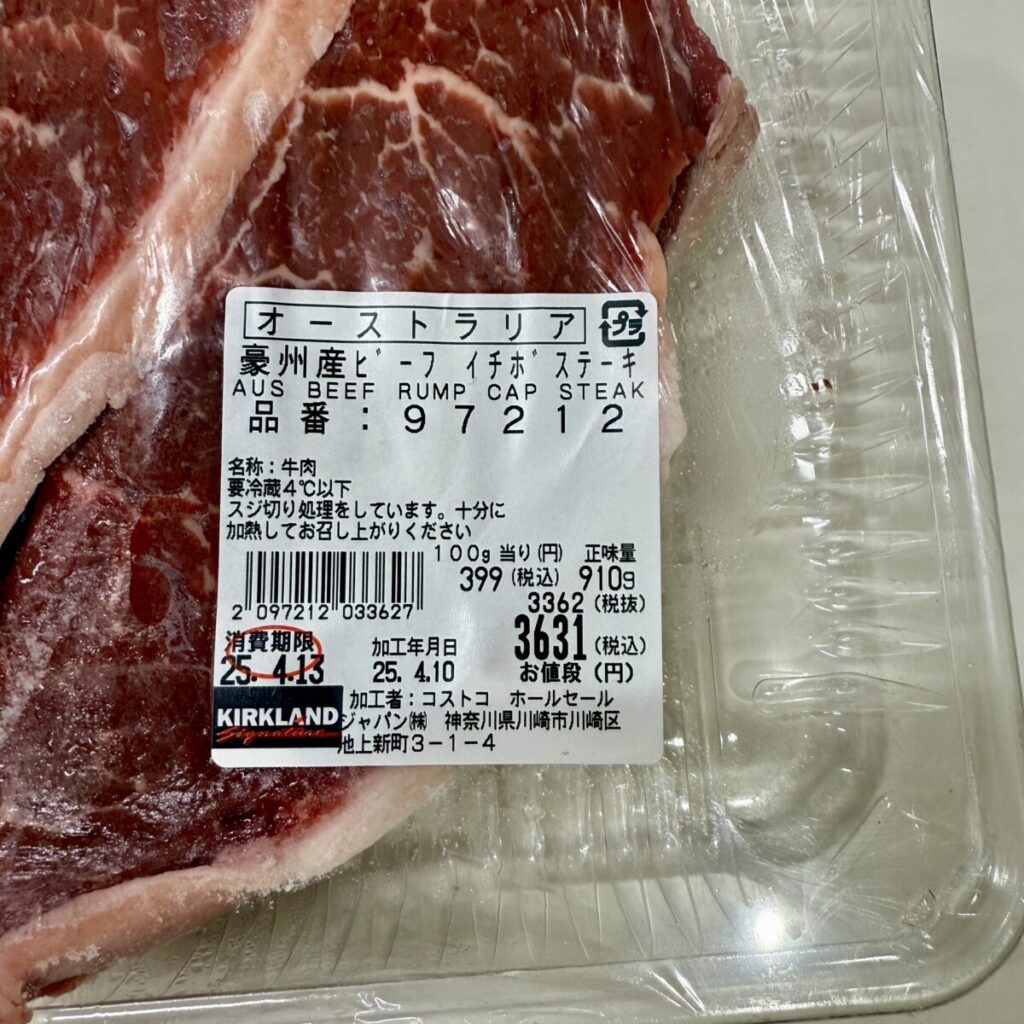 オーストラリア プラ
豪州産ビーフ イチボステーキ
AUS BEEF RUMP CAP STEAK
品番:97212
名称:牛肉
要冷蔵4℃以下
スジ切り処理をしています。十分に
加熱してお召し上がりください
100g当り(円) 正味量
399(税込) 910g
3362(税抜)
2 097212 033627
3631(税込)
お値段(円)
消費期限 加工年月日
25. 4.13 25. 4.10
KIRKLAND
Signature
加工者:コストコ ホールセール
ジャパン㈱ 神奈川県川崎市川崎区
池上新町3-1-4